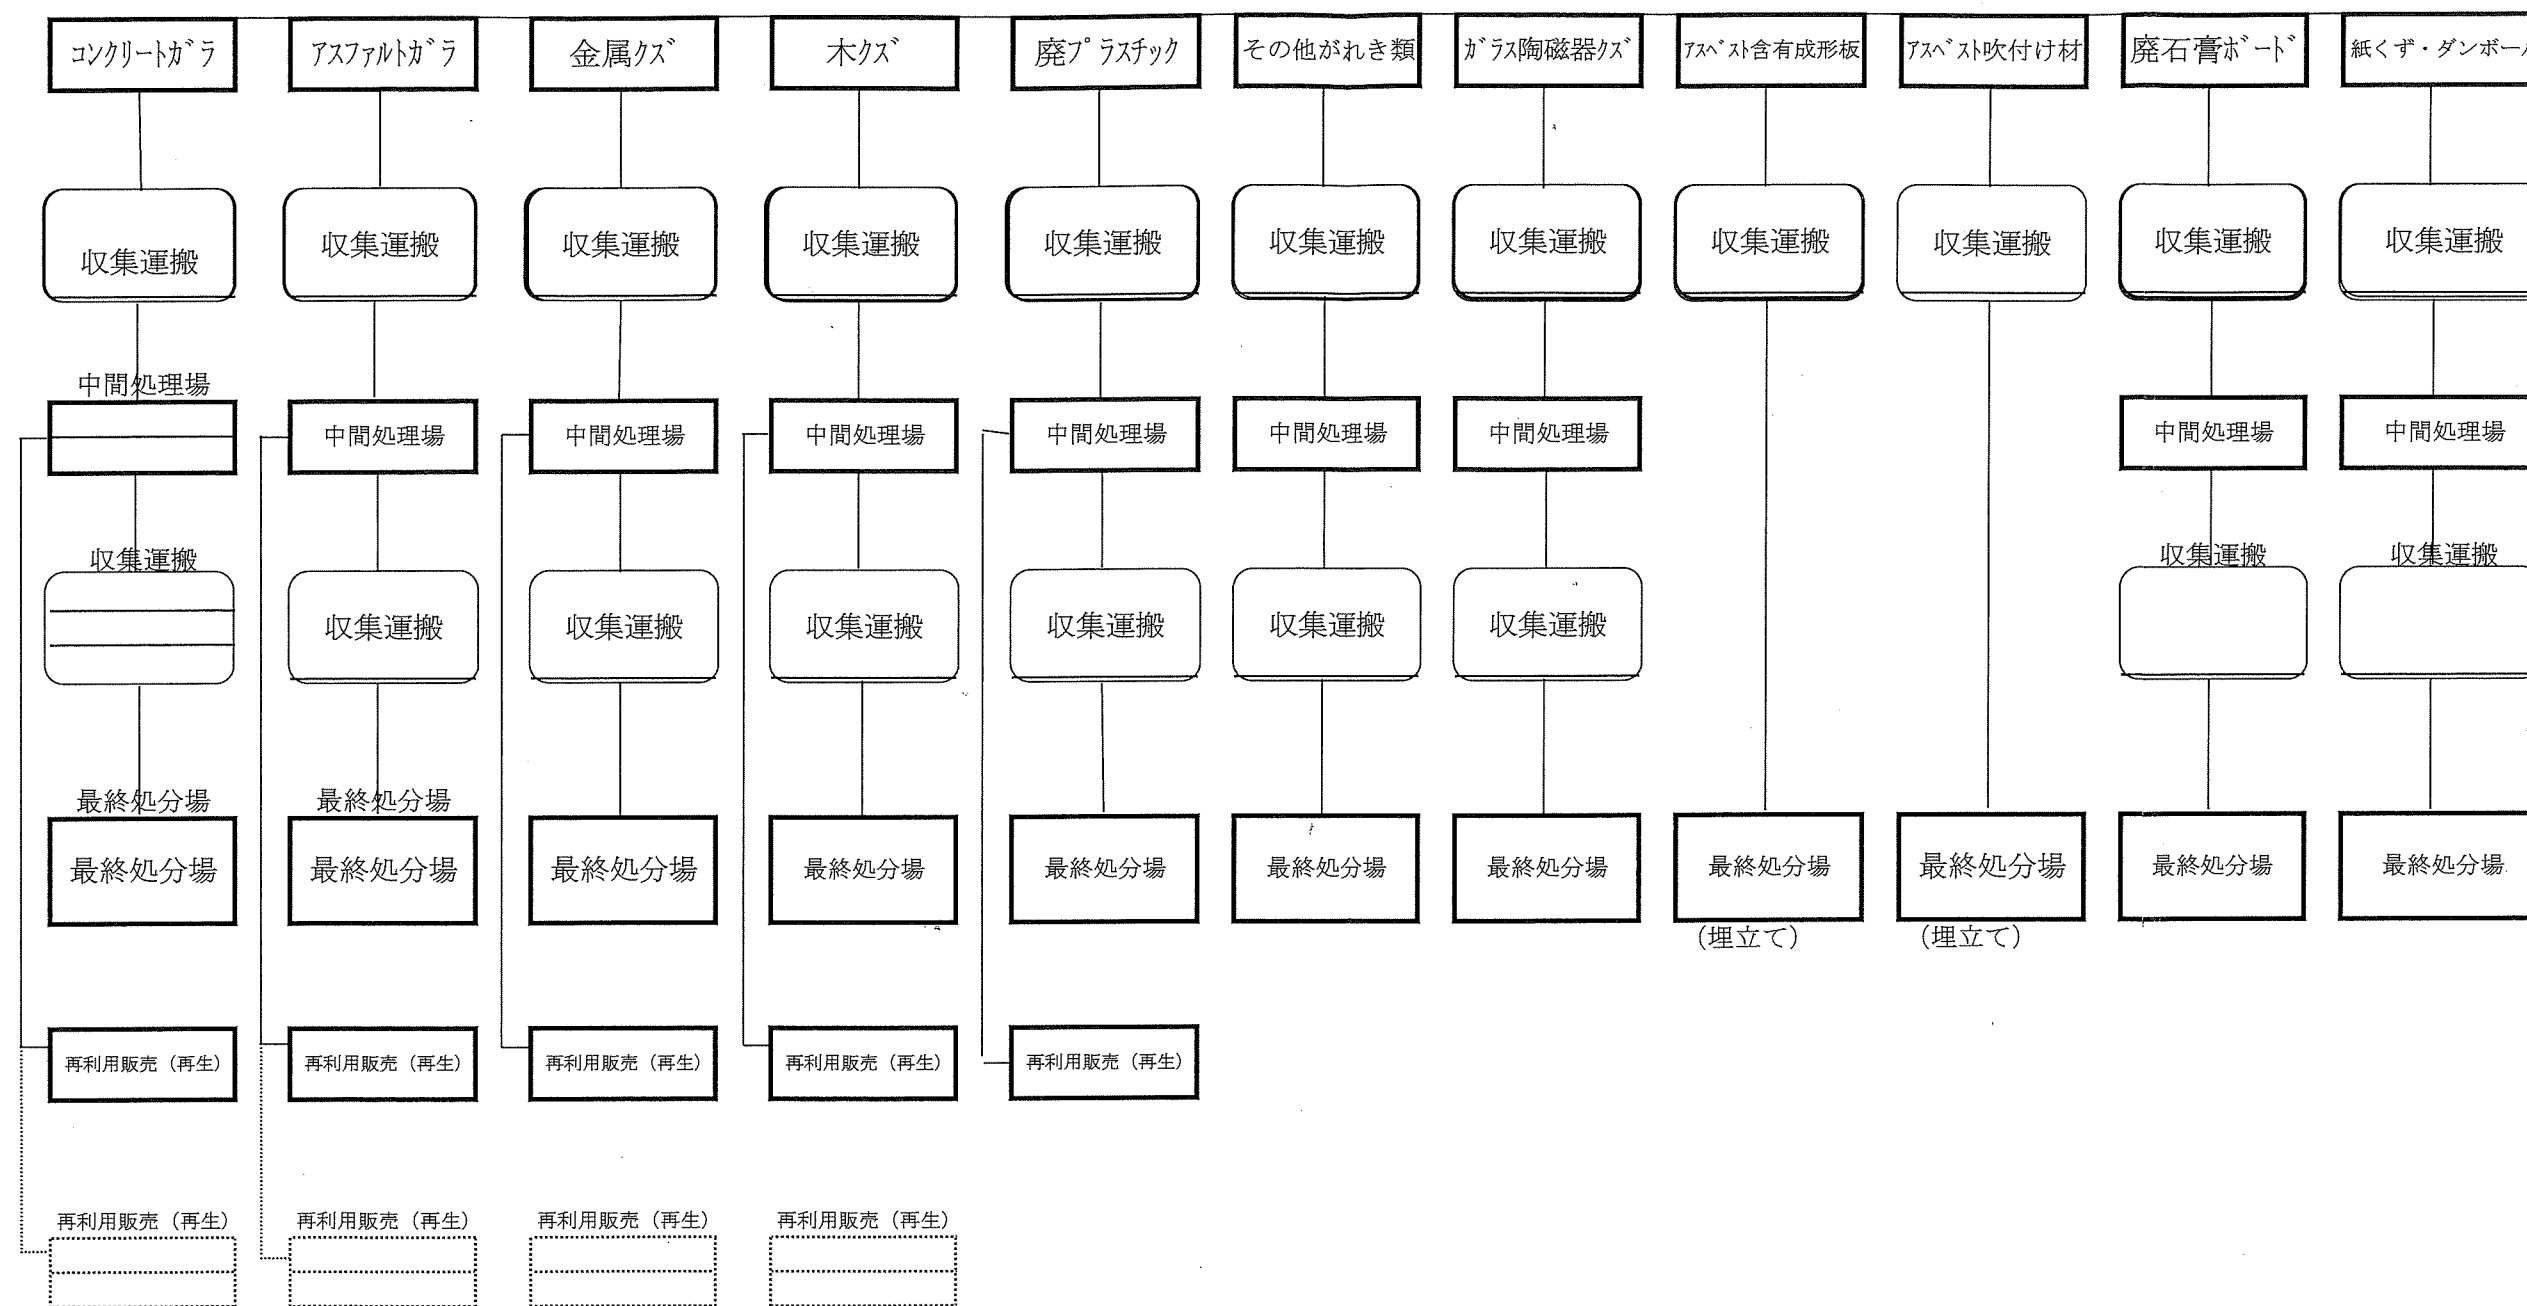 コンクリートガラ
アスファルトガラ
金属クズ
木クズ
廃プラスチック
その他がれき類
ガラス陶磁器クズ
アスベスト含有成形板
アスベスト吹付け材
廃石膏ボード
紙くず・ダンボール
収集運搬
収集運搬
収集運搬
収集運搬
収集運搬
収集運搬
収集運搬
収集運搬
収集運搬
収集運搬
収集運搬
中間処理場
中間処理場
中間処理場
中間処理場
中間処理場
中間処理場
中間処理場
中間処理場
中間処理場
収集運搬
収集運搬
収集運搬
収集運搬
収集運搬
収集運搬
収集運搬
収集運搬
収集運搬
最終処分場
最終処分場
最終処分場
最終処分場
最終処分場
最終処分場
最終処分場
最終処分場
最終処分場
最終処分場
最終処分場
最終処分場
最終処分場
(埋立て)
(埋立て)
再利用販売(再生)
再利用販売(再生)
再利用販売(再生)
再利用販売(再生)
再利用販売(再生)
再利用販売(再生)
再利用販売(再生)
再利用販売(再生)
再利用販売(再生)